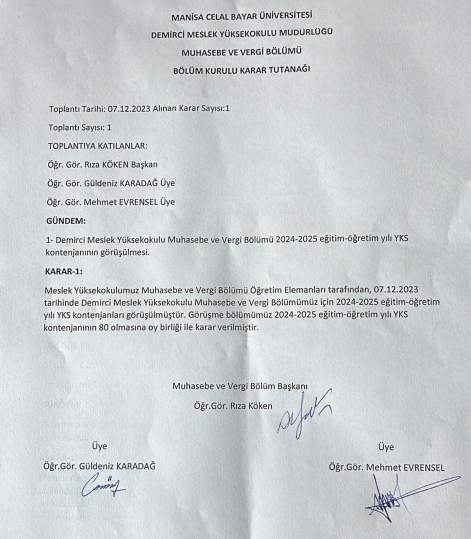 MANİSA CELAL BAYAR ÜNİVERSİTESİ
DEMİRCİ MESLEK YÜKSEKOKULU MÜDÜRLÜĞÜ
MUHASEBE VE VERGİ BÖLÜMÜ
BÖLÜM KURULU KARAR TUTANAĞI
Toplantı Tarihi: 07.12.2023 Alınan Karar Sayısı:1
Toplantı Sayısı: 1
TOPLANTIYA KATILANLAR:
Öğr. Gör. Rıza KÖKEN Başkan
Öğr. Gör. Güldeniz KARADAĞ Üye
Öğr. Gör. Mehmet EVRENSEL Üye
GÜNDEM:
1- Demirci Meslek Yüksekokulu Muhasebe ve Vergi Bölümü 2024-2025 eğitim-öğretim yılı YKS
kontenjanının görüşülmesi.
KARAR-1:
Meslek Yüksekokulumuz Muhasebe ve Vergi Bölümü Öğretim Elemanları tarafından, 07.12.2023
tarihinde Demirci Meslek Yüksekokulu Muhasebe ve Vergi Bölümümüz için 2024-2025 eğitim-öğretim
yılı YKS kontenjanları görüşülmüştür. Görüşme bölümümüz 2024-2025 eğitim-öğretim yılı YKS
kontenjanının 80 olmasına oy birliği ile karar verilmiştir.
Muhasebe ve Vergi Bölüm Başkanı
Öğr.Gör. Rıza Köken
Üye
Üye
Öğr.Gör. Güldeniz KARADAĞ
Öğr.Gör. Mehmet EVRENSEL